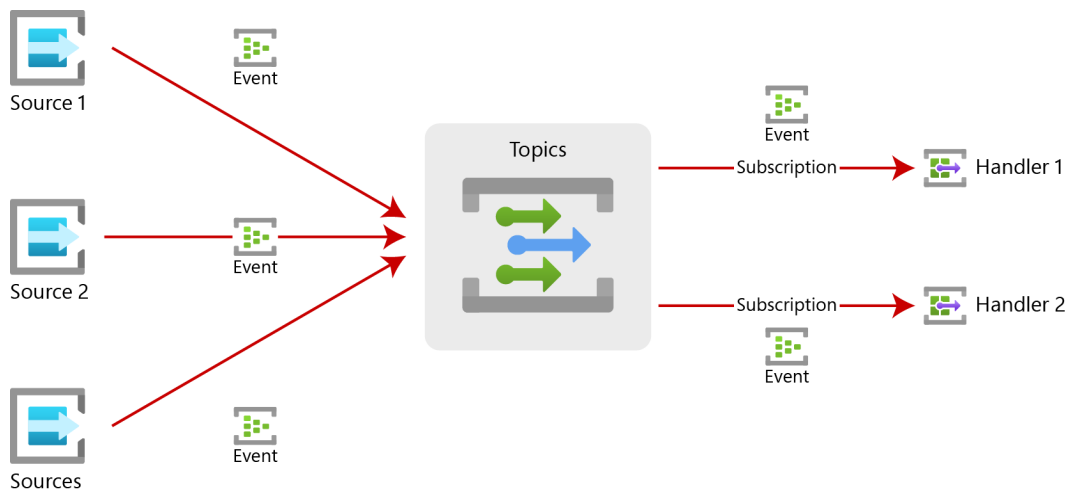 Source 1
Event
Source 2
Event
Sources
Event
Topics
Event
Subscription
Handler 1
Subscription
Handler 2
Event